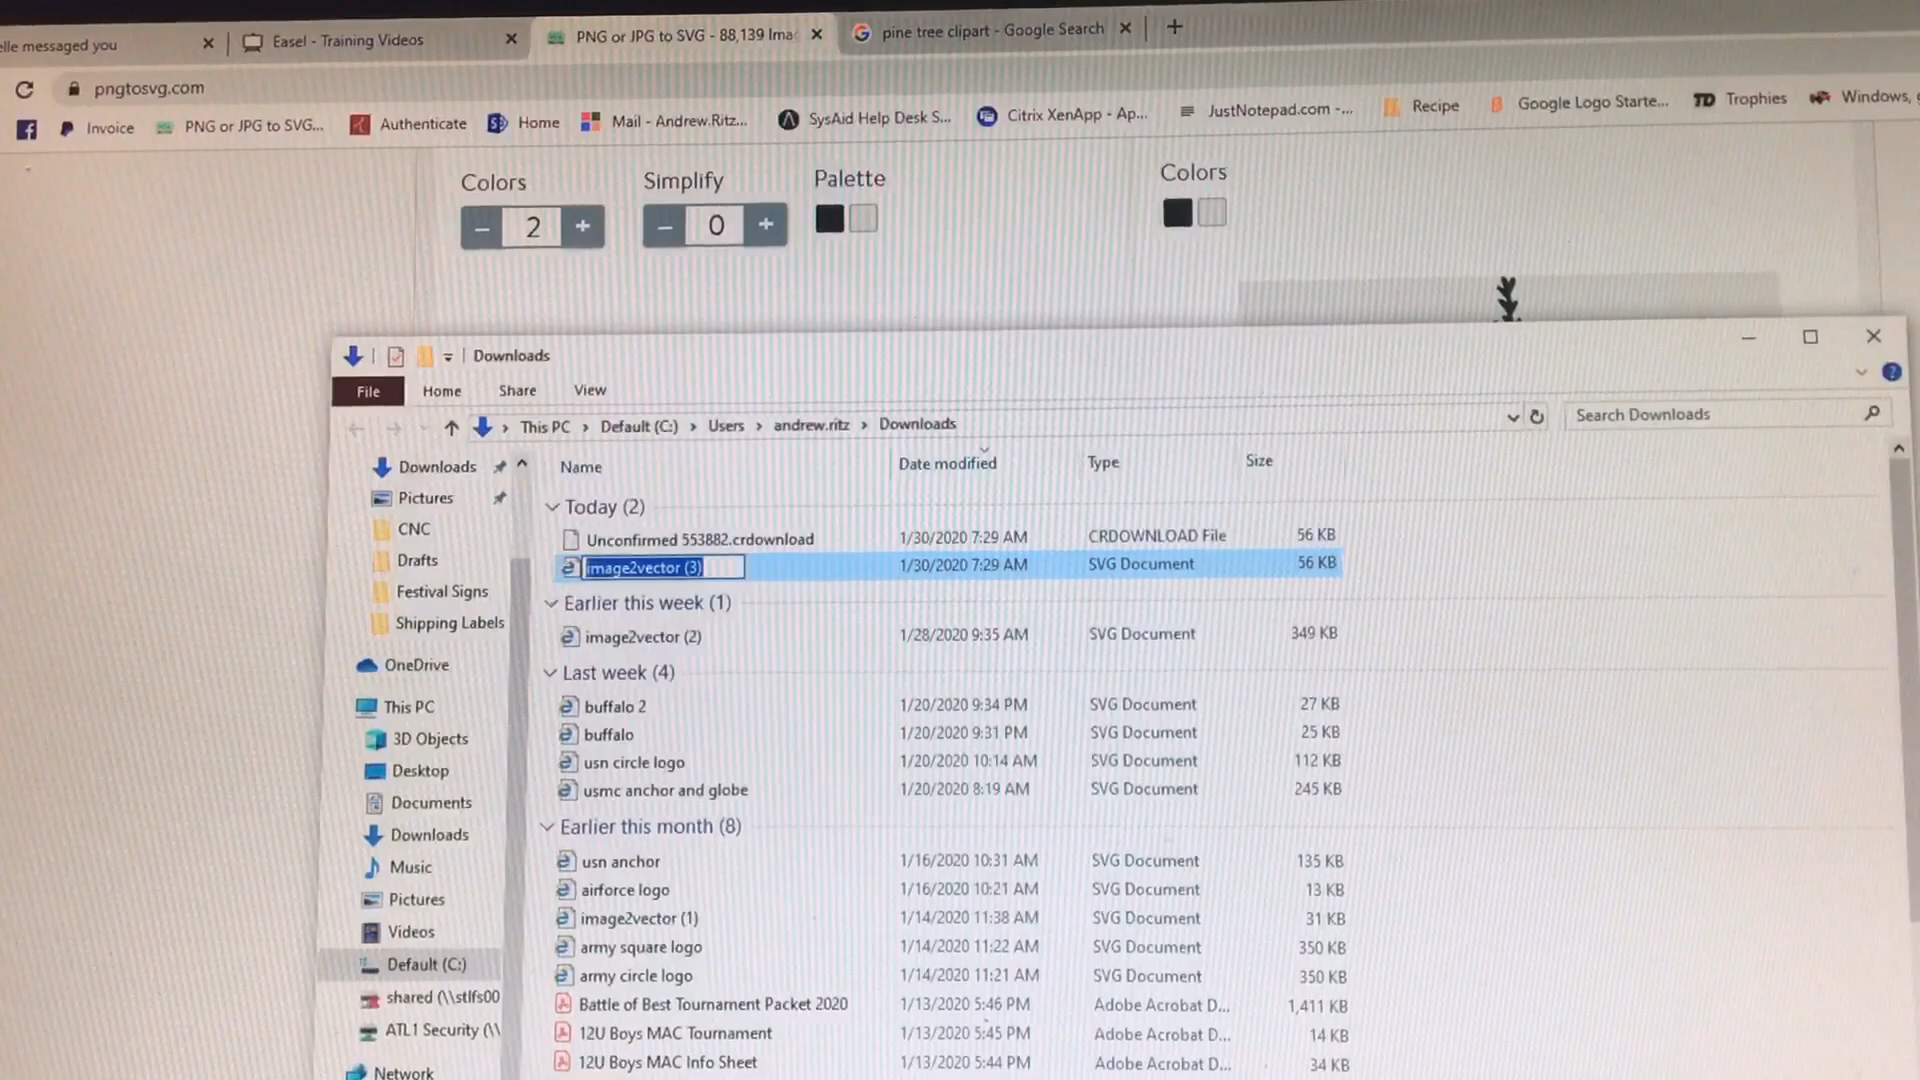 elle messaged you
Easel - Training Videos
PNG or JPG to SVG - 88,139 Ima
pine tree clipart - Google Search
pngtosvg.com
Invoice
PNG or JPG to SVG...
Authenticate
Home
Mail - Andrew.Ritz...
SysAid Help Desk S...
Citrix XenApp - Ap...
JustNotepad.com -...
Recipe
Google Logo Starte...
TD Trophies
Windows,
Colors
Simplify
Palette
Colors
2
0
Downloads
File
Home
Share
View
This PC > Default (C:) > Users > andrew.ritz > Downloads
Search Downloads
Downloads
Pictures
CNC
Drafts
Festival Signs
Shipping Labels
OneDrive
This PC
3D Objects
Desktop
Documents
Downloads
Music
Pictures
Videos
Default (C:)
shared (\\stlfs00
ATL1 Security (\\
Network
Name Date modified Type Size
Today (2)
Unconfirmed 553882.crdownload 1/30/2020 7:29 AM CRDOWNLOAD File 56 KB
image2vector (3) 1/30/2020 7:29 AM SVG Document 56 KB
Earlier this week (1)
image2vector (2) 1/28/2020 9:35 AM SVG Document 349 KB
Last week (4)
buffalo 2 1/20/2020 9:34 PM SVG Document 27 KB
buffalo 1/20/2020 9:31 PM SVG Document 25 KB
usn circle logo 1/20/2020 10:14 AM SVG Document 112 KB
usmc anchor and globe 1/20/2020 8:19 AM SVG Document 245 KB
Earlier this month (8)
usn anchor 1/16/2020 10:31 AM SVG Document 135 KB
airforce logo 1/16/2020 10:21 AM SVG Document 13 KB
image2vector (1) 1/14/2020 11:38 AM SVG Document 31 KB
army square logo 1/14/2020 11:22 AM SVG Document 350 KB
army circle logo 1/14/2020 11:21 AM SVG Document 350 KB
Battle of Best Tournament Packet 2020 1/13/2020 5:46 PM Adobe Acrobat D... 1,411 KB
12U Boys MAC Tournament 1/13/2020 5:45 PM Adobe Acrobat D... 14 KB
12U Boys MAC Info Sheet 1/13/2020 5:44 PM Adobe Acrobat D... 34 KB